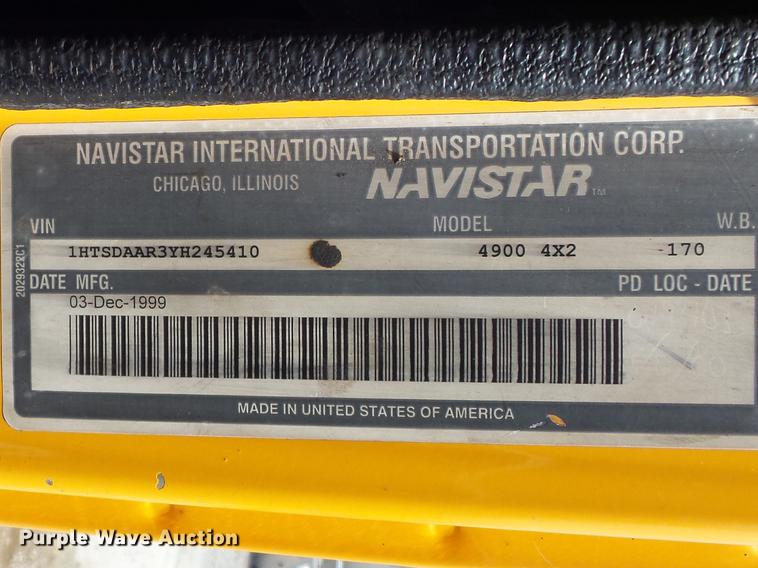 NAVISTAR INTERNATIONAL TRANSPORTATION CORP.
CHICAGO, ILLINOIS NAVISTAR TM
VIN MODEL W.B.
1HTSDAAR3YH245410 4900 4X2 -170
DATE MFG. PD LOC - DATE
03-Dec-1999
MADE IN UNITED STATES OF AMERICA
Purple Wave Auction